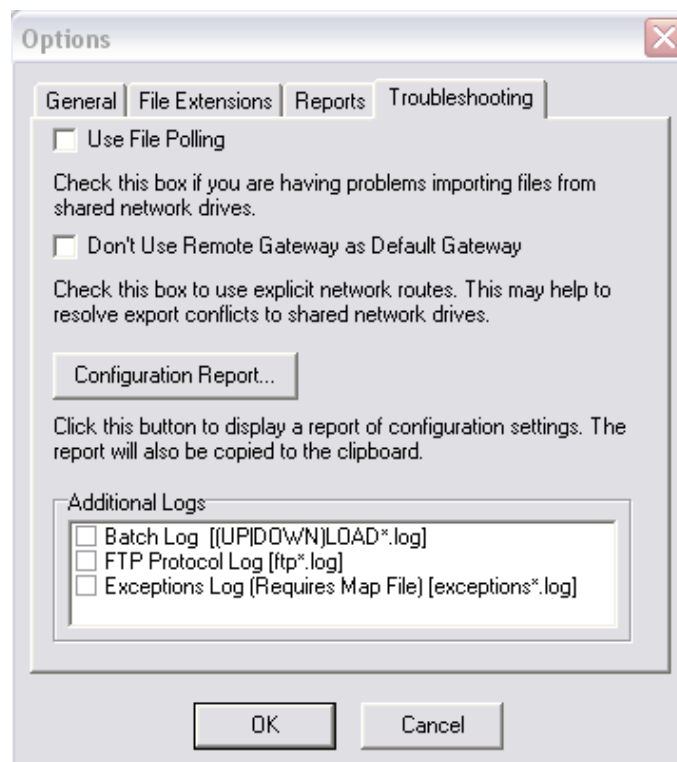 Options
General File Extensions Reports Troubleshooting
Use File Polling
Check this box if you are having problems importing files from
shared network drives.
Don't Use Remote Gateway as Default Gateway
Check this box to use explicit network routes. This may help to
resolve export conflicts to shared network drives.
Configuration Report...
Click this button to display a report of configuration settings. The
report will also be copied to the clipboard.
Additional Logs
Batch Log [(UP|DOWN)LOAD*.log]
FTP Protocol Log [ftp*.log]
Exceptions Log (Requires Map File) [exceptions*.log]
OK Cancel